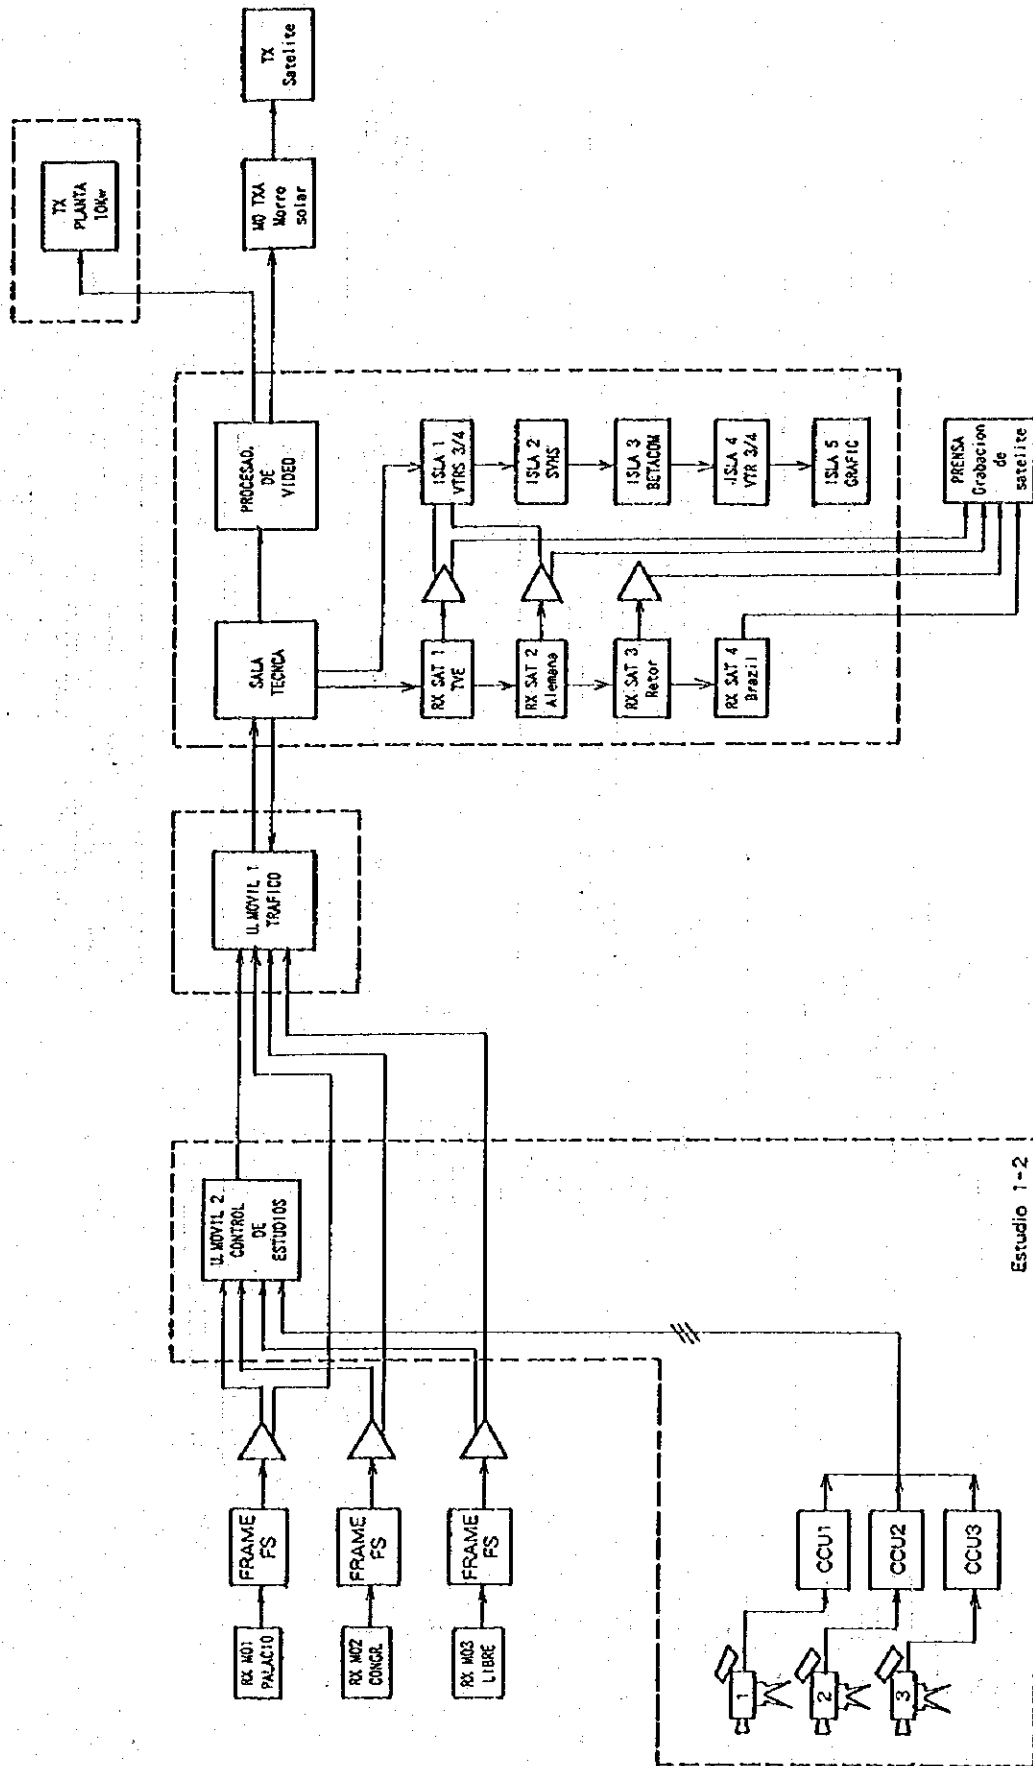 RX MO1
PALACIO
FRAME
FS
RX MO2
CONGR.
FRAME
FS
RX MO3
LIBRE
FRAME
FS
1
2
3
CCU1
CCU2
CCU3
Estudio 1-2
U. MOVIL 2
CONTROL
DE
ESTUDIOS
U. MOVIL 1
TRAFICO
SALA
TECNCA
PROCESAD.
DE
VIDEO
RX SAT 1
TVE
RX SAT 2
Alemana
RX SAT 3
Retor
RX SAT 4
Brazil
ISLA 1
VTRS 3/4
ISLA 2
SVHS
ISLA 3
BETACOM
ISLA 4
VTR 3/4
ISLA 5
GRAFIC
PRENSA
Grabacion
de
satelite
TX
PLANTA
10Kw
MO TXA
Morro
solar
TX
Satelite